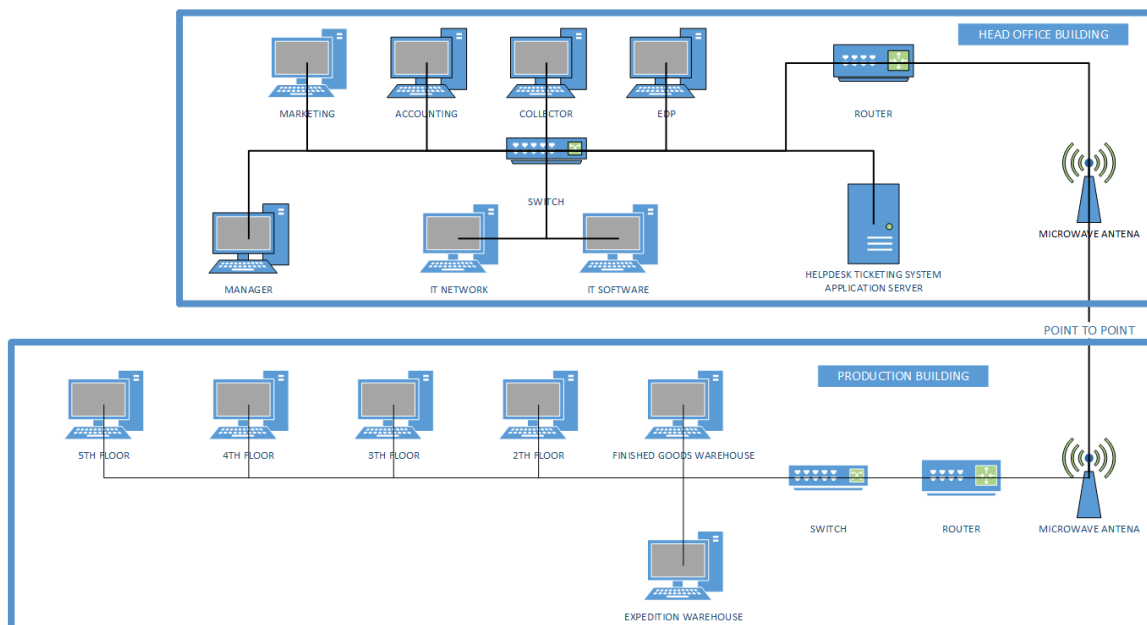 HEAD OFFICE BUILDING
MARKETING
ACCOUNTING
COLLECTOR
EDP
ROUTER
SWITCH
MICROWAVE ANTENA
MANAGER
IT NETWORK
IT SOFTWARE
HELPDESK TICKETING SYSTEM
APPLICATION SERVER
POINT TO POINT
PRODUCTION BUILDING
5TH FLOOR
4TH FLOOR
3TH FLOOR
2TH FLOOR
FINISHED GOODS WAREHOUSE
SWITCH
ROUTER
MICROWAVE ANTENA
EXPEDITION WAREHOUSE